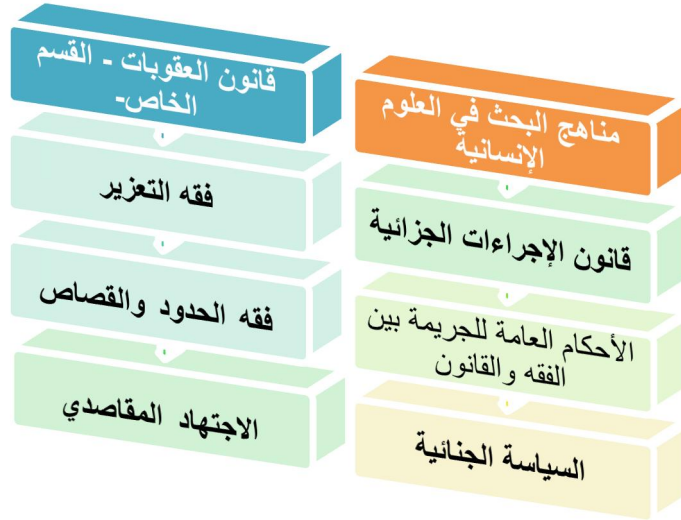 مناهج البحث في العلوم
الإنسانية
قانون الإجراءات الجزائية
الأحكام العامة للجريمة بين
الفقه والقانون
السياسة الجنائية
قانون العقوبات - القسم
الخاص-
فقه التعزير
فقه الحدود والقصاص
الاجتهاد المقاصدي